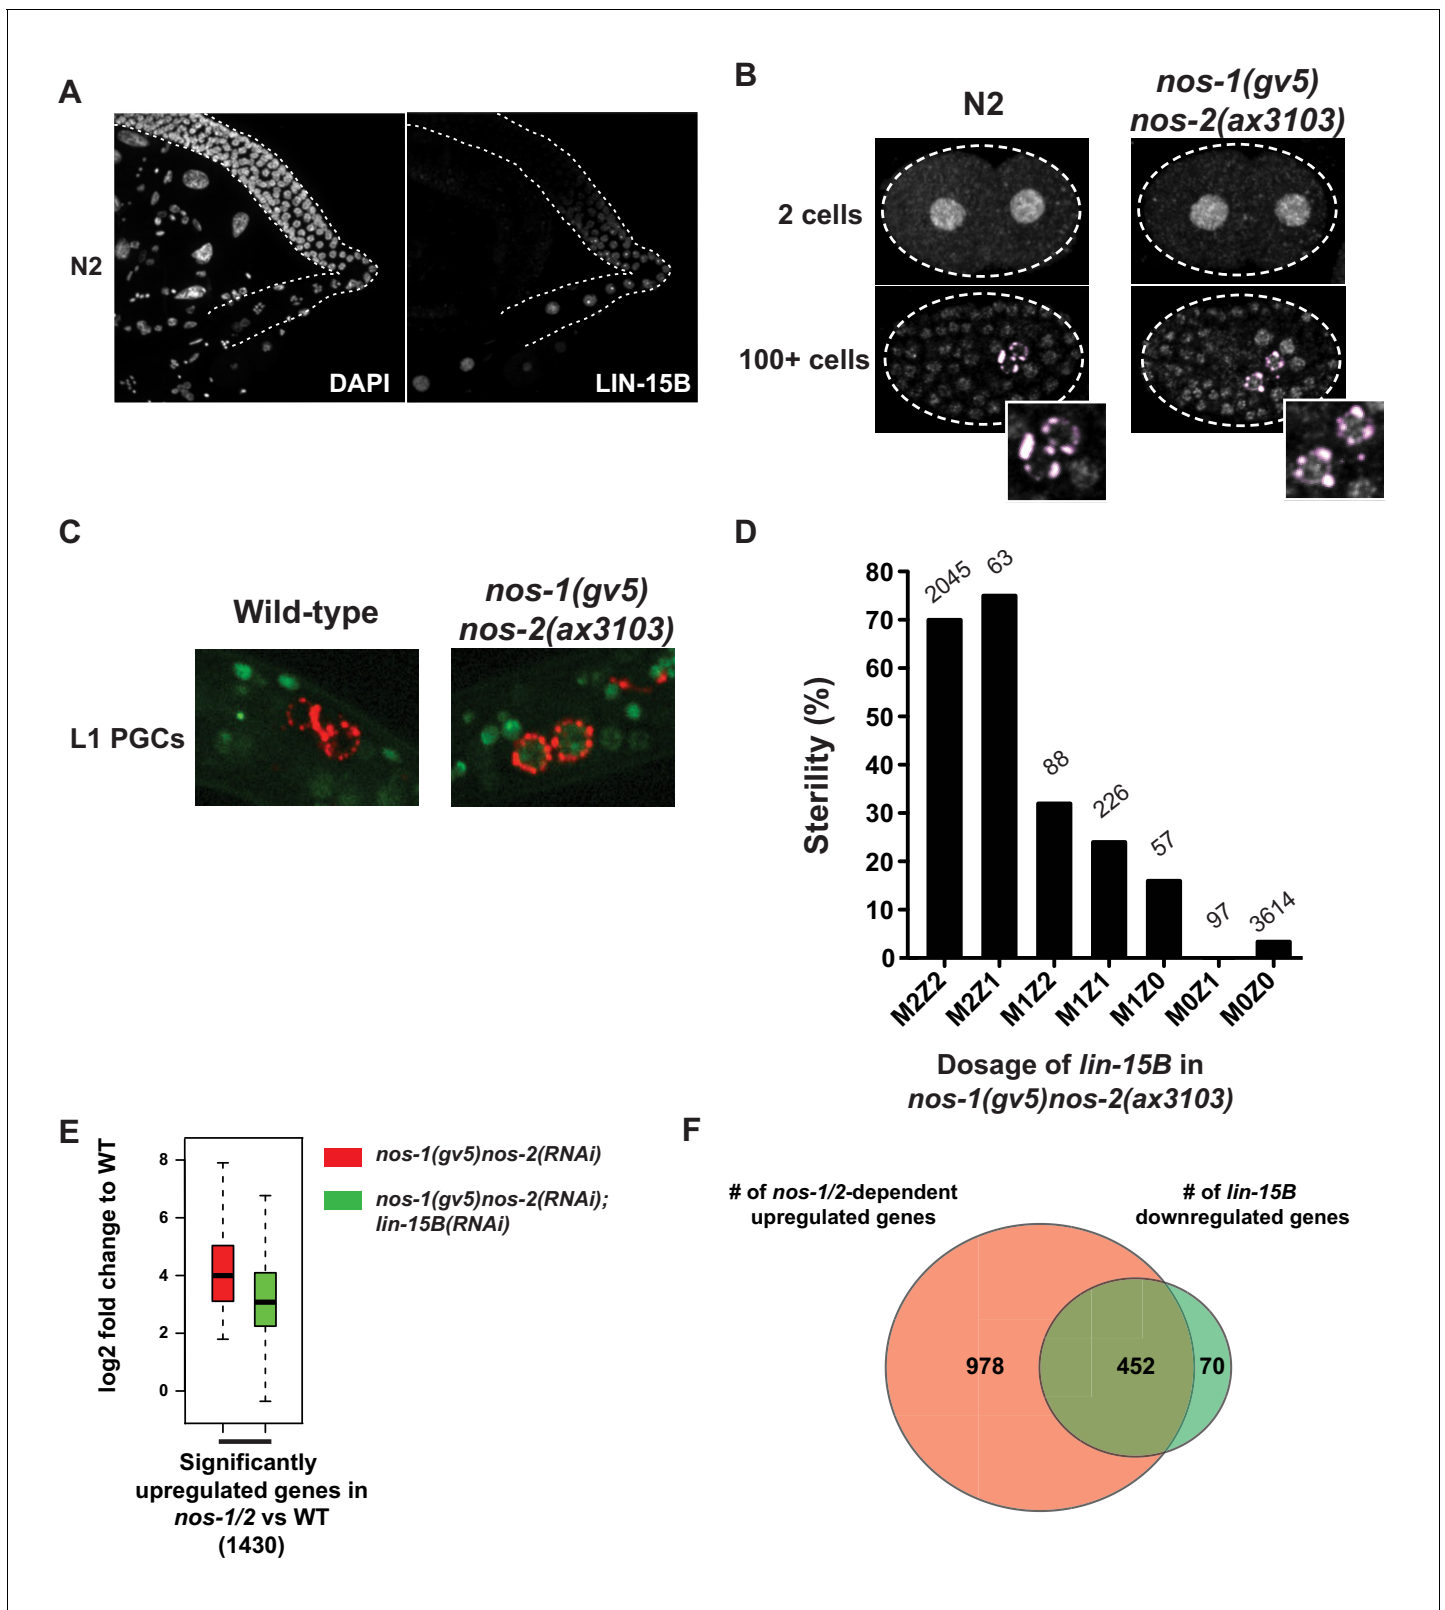 A
N2
DAPI
LIN-15B
B
N2
nos-1(gv5)
nos-2(ax3103)
2 cells
100+ cells
C
Wild-type
nos-1(gv5)
nos-2(ax3103)
L1 PGCs
D
Sterility (%)
80
70
60
50
40
30
20
10
0
2045
63
88
226
57
97
3614
M2Z2
M2Z1
M1Z2
M1Z1
M1Z0
M0Z1
M0Z0
Dosage of lin-15B in
nos-1(gv5)nos-2(ax3103)
E
log2 fold change to WT
8
6
4
2
0
nos-1(gv5)nos-2(RNAi)
nos-1(gv5)nos-2(RNAi);
lin-15B(RNAi)
Significantly
upregulated genes in
nos-1/2 vs WT
(1430)
F
# of nos-1/2-dependent
upregulated genes
# of lin-15B
downregulated genes
978
452
70